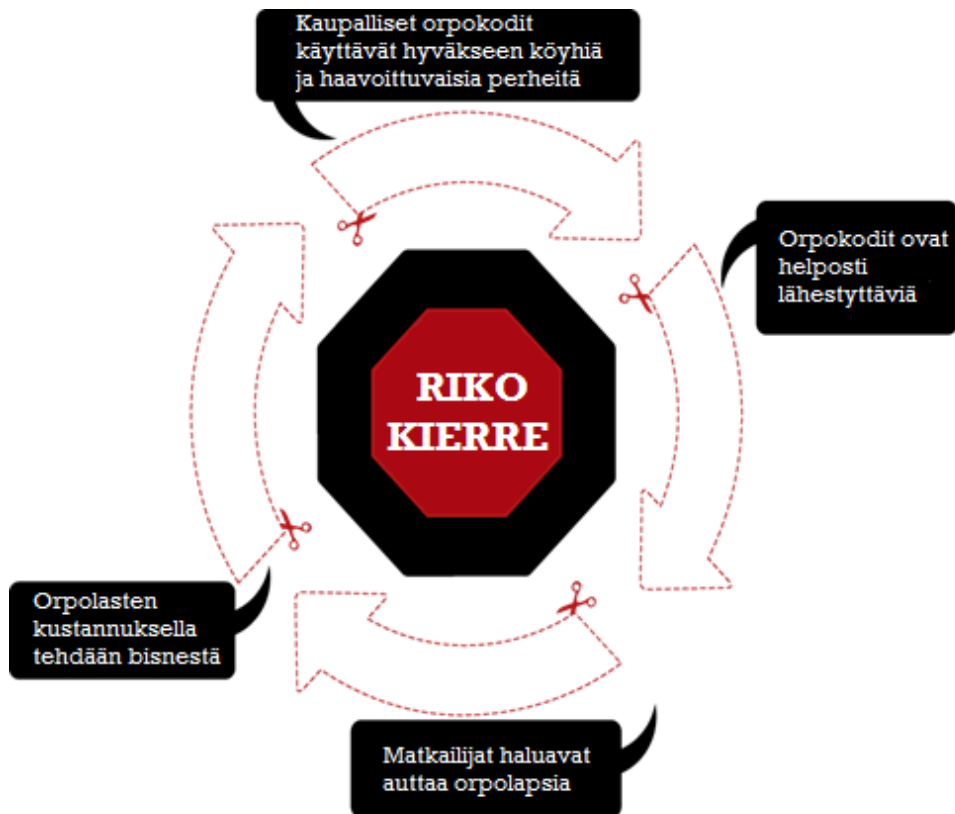 Kaupalliset orpokodit
käyttävät hyväkseen köyhiä
ja haavoittuvaisia perheitä
Orpokodit ovat
helposti
lähestyttäviä
RIKO
KIERRE
Orpolasten
kustannuksella
tehdään bisnestä
Matkailijat haluavat
auttaa orpolapsia